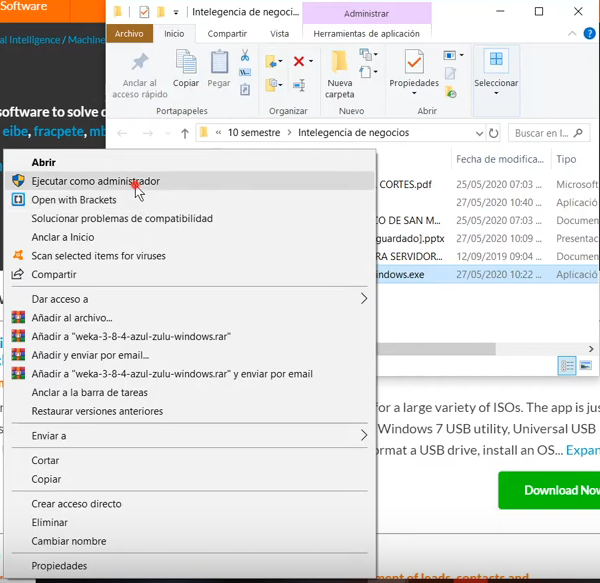 Software
Intelegencia de negoci...
Administrar
Archivo
Inicio
Compartir
Vista
Herramientas de aplicación
al Intelligence / Machine
Anclar al
acceso rápido
Copiar
Pegar
Nueva
carpeta
Propiedades
Seleccionar
Portapapeles
Organizar
Nuevo
Abrir
software to solve d
eibe, fracpete, mb
« 10 semestre > Intelegencia de negocios
Buscar en I...
Fecha de modifica...
Tipo
CORTES.pdf
25/05/2020 07:03 ...
Microsoft
27/05/2020 10:40 ...
Aplicació
CO DE SAN M...
25/05/2020 07:03 ...
Documen
guardado].pptx
27/05/2020 10:09 ...
Presentac
RA SERVIDOR...
12/09/2019 09:04 ...
Documen
indows.exe
27/05/2020 10:22 ...
Aplicació
Abrir
Ejecutar como administrador
Open with Brackets
Solucionar problemas de compatibilidad
Anclar a Inicio
Scan selected items for viruses
Compartir
Dar acceso a
Añadir al archivo...
Añadir a "weka-3-8-4-azul-zulu-windows.rar"
Añadir y enviar por email...
Añadir a "weka-3-8-4-azul-zulu-windows.rar" y enviar por email
Anclar a la barra de tareas
Restaurar versiones anteriores
Enviar a
Cortar
Copiar
Crear acceso directo
Eliminar
Cambiar nombre
Propiedades
for a large variety of ISOs. The app is jus
Windows 7 USB utility, Universal USB
ormat a USB drive, install an OS... Expan
Download Now
ment of leads, contacts and